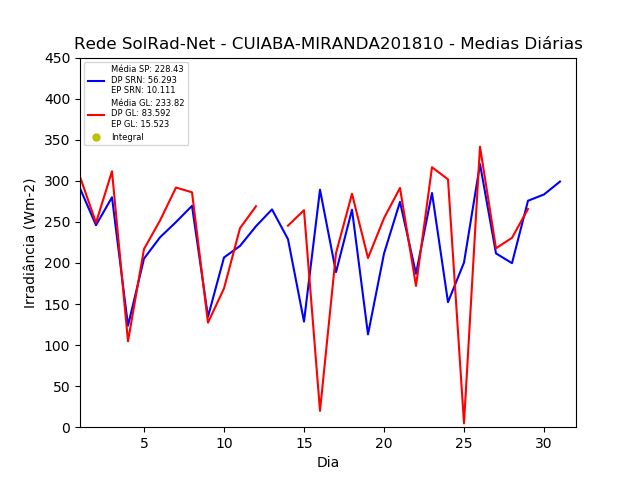 Rede SolRad-Net - CUIABA-MIRANDA201810 - Medias Diárias
Média SP: 228.43
DP SRN: 56.293
EP SRN: 10.111
Média GL: 233.82
DP GL: 83.592
EP GL: 15.523
Integral
450
400
350
300
250
200
150
100
50
0
Irradiância (Wm-2)
5
10
15
20
25
30
Dia